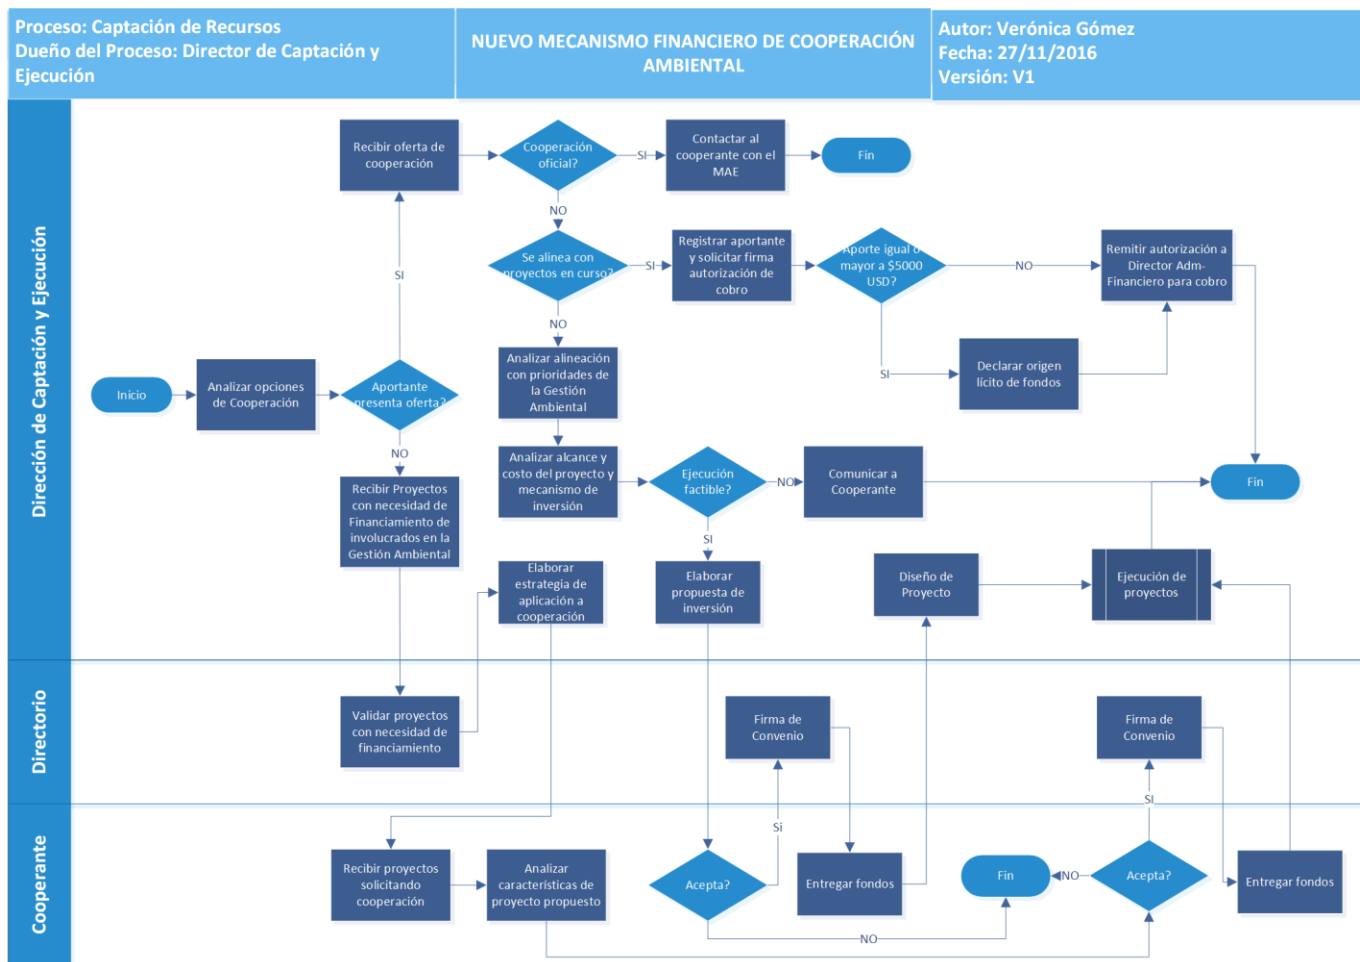 Proceso: Captación de Recursos
Dueño del Proceso: Director de Captación y
Ejecución
NUEVO MECANISMO FINANCIERO DE COOPERACIÓN
AMBIENTAL
Autor: Verónica Gómez
Fecha: 27/11/2016
Versión: V1
Dirección de Captación y Ejecución
Recibir oferta de
cooperación
Cooperación
oficial?
SI
Contactar al
cooperante con el
MAE
Fin
NO
Se alinea con
proyectos en curso?
SI
Registrar aportante
y solicitar firma
autorización de
cobro
Aporte igual o
mayor a $5000
USD?
NO
Remitir autorización a
Director Adm-
Financiero para cobro
SI
NO
SI
Declarar origen
lícito de fondos
Inicio
Analizar opciones
de Cooperación
Aportante
presenta oferta?
Analizar alineación
con prioridades de
la Gestión
Ambiental
NO
Analizar alcance y
costo del proyecto y
mecanismo de
inversión
Ejecución
factible?
NO
Comunicar a
Cooperante
Fin
Recibir Proyectos
con necesidad de
Financiamiento de
involucrados en la
Gestión Ambiental
SI
Elaborar
estrategia de
aplicación a
cooperación
Elaborar
propuesta de
inversión
Diseño de
Proyecto
Ejecución de
proyectos
Directorio
Validar proyectos
con necesidad de
financiamiento
Firma de
Convenio
Firma de
Convenio
Cooperante
Si
SI
Recibir proyectos
solicitando
cooperación
Analizar
características de
proyecto propuesto
Acepta?
Entregar fondos
Fin
NO
Acepta?
Entregar fondos
NO